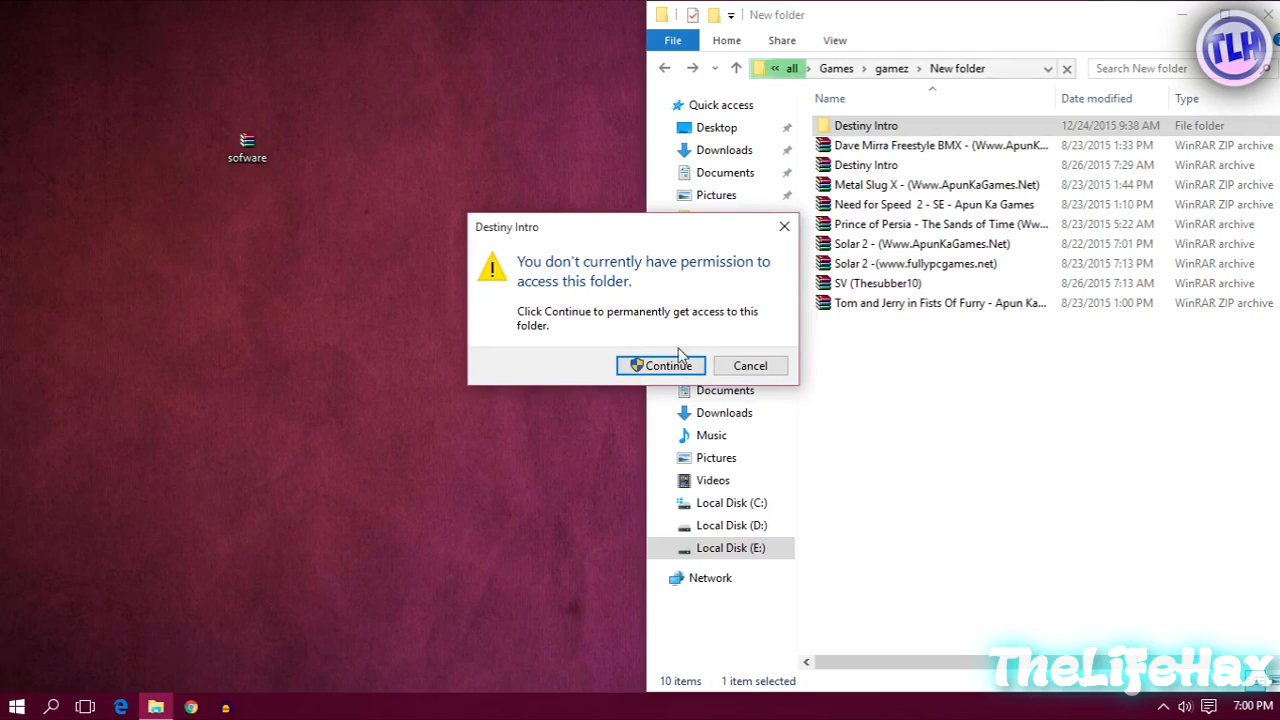 New folder
TLH
File
Home
Share
View
« all > Games > gamez > New folder
Search New folder
sofware
Quick access
Desktop
Downloads
Documents
Pictures
Name
Date modified
Type
Destiny Intro 12/24/2015 9:38 AM File folder
Dave Mirra Freestyle BMX - (Www.ApunK... 8/23/2015 1:33 PM WinRAR ZIP archive
Destiny Intro 8/26/2015 7:29 AM WinRAR ZIP archive
Metal Slug X - (Www.ApunKaGames.Net) 8/23/2015 1:44 PM WinRAR ZIP archive
Need for Speed 2 - SE - Apun Ka Games 8/23/2015 1:10 PM WinRAR ZIP archive
Prince of Persia - The Sands of Time (Ww... 8/23/2015 5:22 AM WinRAR archive
Solar 2 - (Www.ApunKaGames.Net) 8/22/2015 7:01 PM WinRAR ZIP archive
Solar 2 -(www.fullypcgames.net) 8/23/2015 7:13 PM WinRAR ZIP archive
SV (Thesubber10) 8/26/2015 7:13 AM WinRAR ZIP archive
Tom and Jerry in Fists Of Furry - Apun Ka... 8/23/2015 1:00 PM WinRAR ZIP archive
Destiny Intro
You don't currently have permission to
access this folder.
Click Continue to permanently get access to this
folder.
Continue
Cancel
Documents
Downloads
Music
Pictures
Videos
Local Disk (C:)
Local Disk (D:)
Local Disk (E:)
Network
10 items 1 item selected
TheLifeHax
7:00 PM